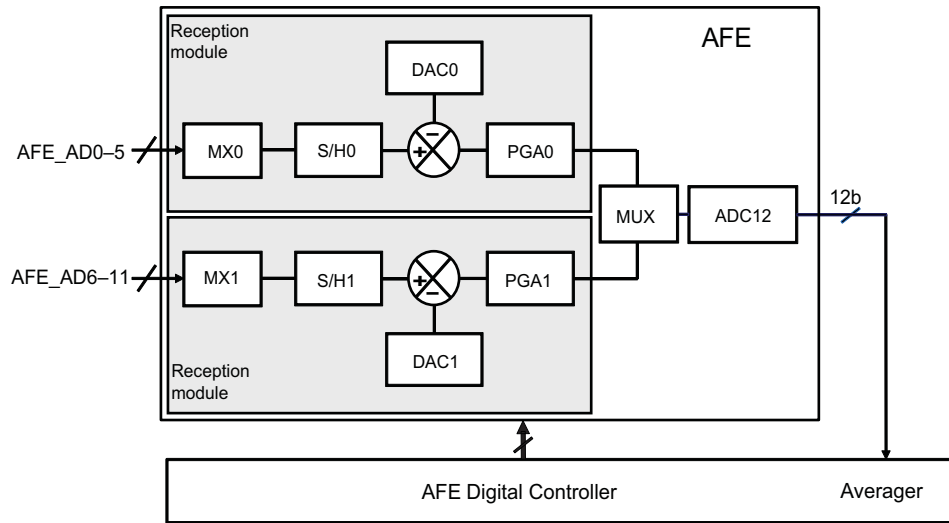 Reception
module
AFE
DAC0
AFE_AD0–5
MX0
S/H0
−
+
PGA0
MUX
ADC12
12b
AFE_AD6–11
MX1
S/H1
+
−
PGA1
DAC1
Reception
module
AFE Digital Controller
Averager